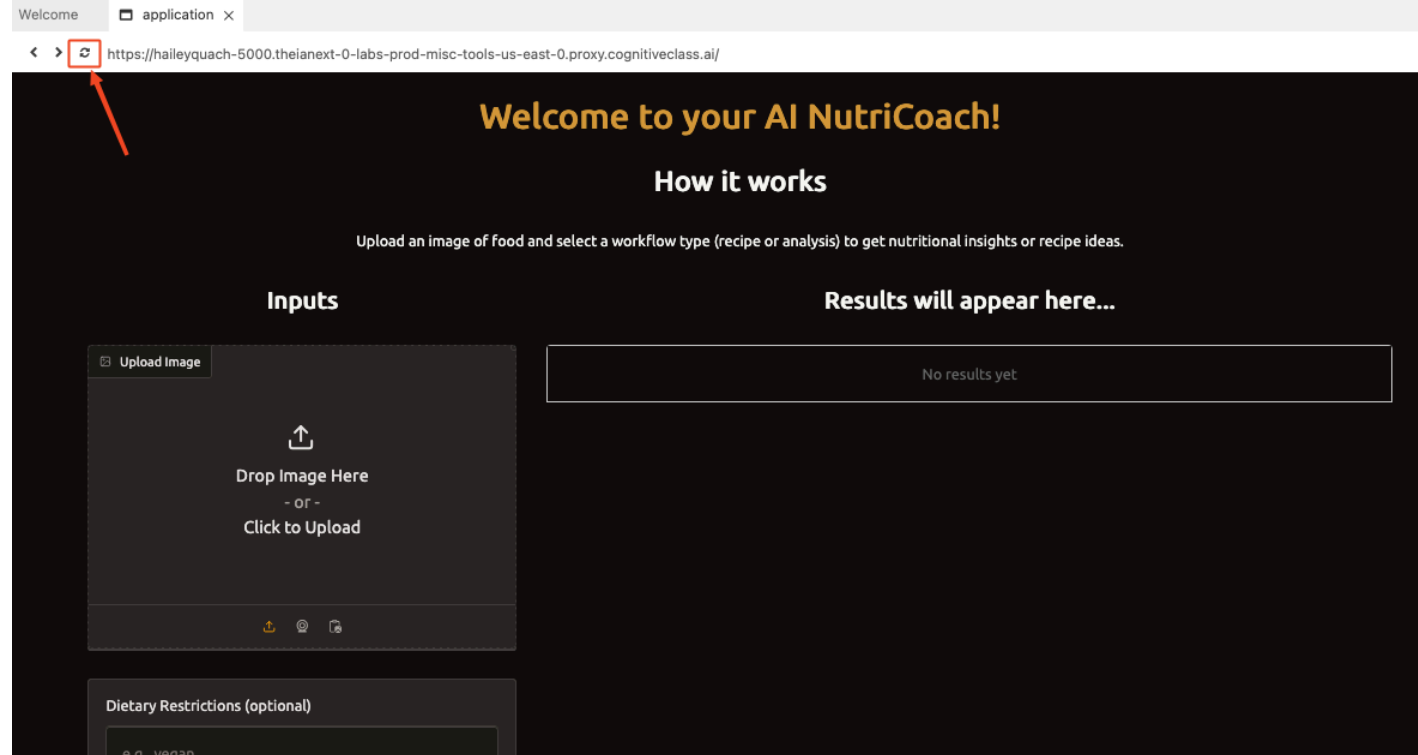 Welcome
application
https://haileyquach-5000.theianext-0-labs-prod-misc-tools-us-east-0.proxy.cognitiveclass.ai/
Welcome to your AI NutriCoach!
How it works
Upload an image of food and select a workflow type (recipe or analysis) to get nutritional insights or recipe ideas.
Inputs
Results will appear here...
Upload Image
No results yet
Drop Image Here
- or -
Click to Upload
Dietary Restrictions (optional)
e.g., vegan